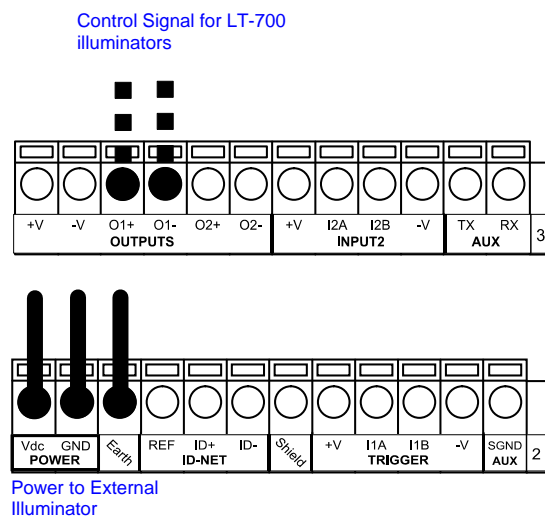 Control Signal for LT-700
illuminators
+V -V O1+ O1- O2+ O2- +V I2A I2B -V TX RX
OUTPUTS INPUT2 AUX 3
Vdc GND Earth REF ID+ ID- Shield +V I1A I1B -V SGND
POWER ID-NET TRIGGER AUX 2
Power to External
Illuminator